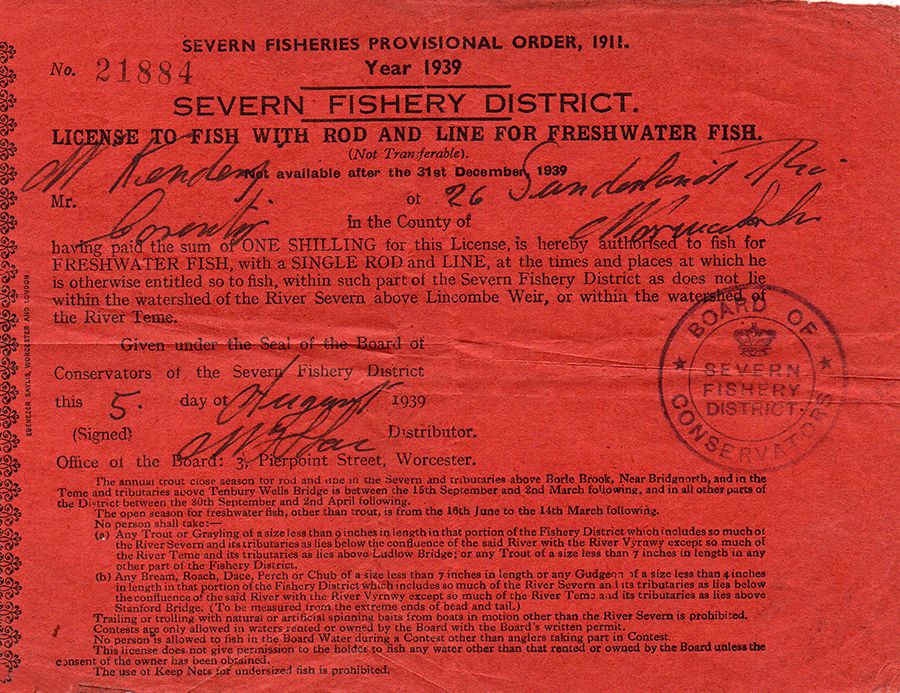 SEVERN FISHERIES PROVISIONAL ORDER, 1911.
No. 21884
Year 1939
SEVERN FISHERY DISTRICT.
LICENSE TO FISH WITH ROD AND LINE FOR FRESHWATER FISH.
(Not Transferable).
Not available after the 31st December, 1939
Mr. of 26
in the County of
having paid the sum of ONE SHILLING for this License, is hereby authorised to fish for
FRESHWATER FISH, with a SINGLE ROD and LINE, at the times and places at which he
is otherwise entitled so to fish, within such part of the Severn Fishery District as does not lie
within the watershed of the River Severn above Lincombe Weir, or within the watershed of
the River Teme.
Given under the Seal of the Board of
Conservators of the Severn Fishery District
this 5. day of August 1939
(Signed) Distributor.
Office of the Board: 3, Pierpoint Street, Worcester.
BOARD OF CONSERVATORS
SEVERN
FISHERY
DISTRICT.
The annual trout close season for rod and line in the Severn and tributaries above Borle Brook, Near Bridgnorth, and in the
Teme and tributaries above Tenbury Wells Bridge is between the 15th September and 2nd March following, and in all other parts of
the District between the 30th September and 2nd April following.
The open season for freshwater fish, other than trout, is from the 16th June to the 14th March following.
No person shall take:—
(a) Any Trout or Grayling of a size less than 9 inches in length in that portion of the Fishery District which includes so much of
the River Severn and its tributaries as lies below the confluence of the said River with the River Vyrnwy except so much of
the River Teme and its tributaries as lies above Ludlow Bridge; or any Trout of a size less than 7 inches in length in any
other part of the Fishery District.
(b) Any Bream, Roach, Dace, Perch or Chub of a size less than 7 inches in length or any Gudgeon of a size less than 4 inches
in length in that portion of the Fishery District which includes so much of the River Severn and its tributaries as lies below
the confluence of the said River with the River Vyrnwy except so much of the River Teme and its tributaries as lies above
Stanford Bridge. (To be measured from the extreme ends of head and tail.)
Trailing or trolling with natural or artificial spinning baits from boats in motion other than the River Severn is prohibited.
Contests are only allowed in waters rented or owned by the Board with the Board's written permit.
No person is allowed to fish in the Board Water during a Contest other than anglers taking part in Contest.
This license does not give permission to the holder to fish any water other than that rented or owned by the Board unless the
consent of the owner has been obtained.
The use of Keep Nets for undersized fish is prohibited.
EBENEZER BAYLIS, WORCESTER AND LONDON